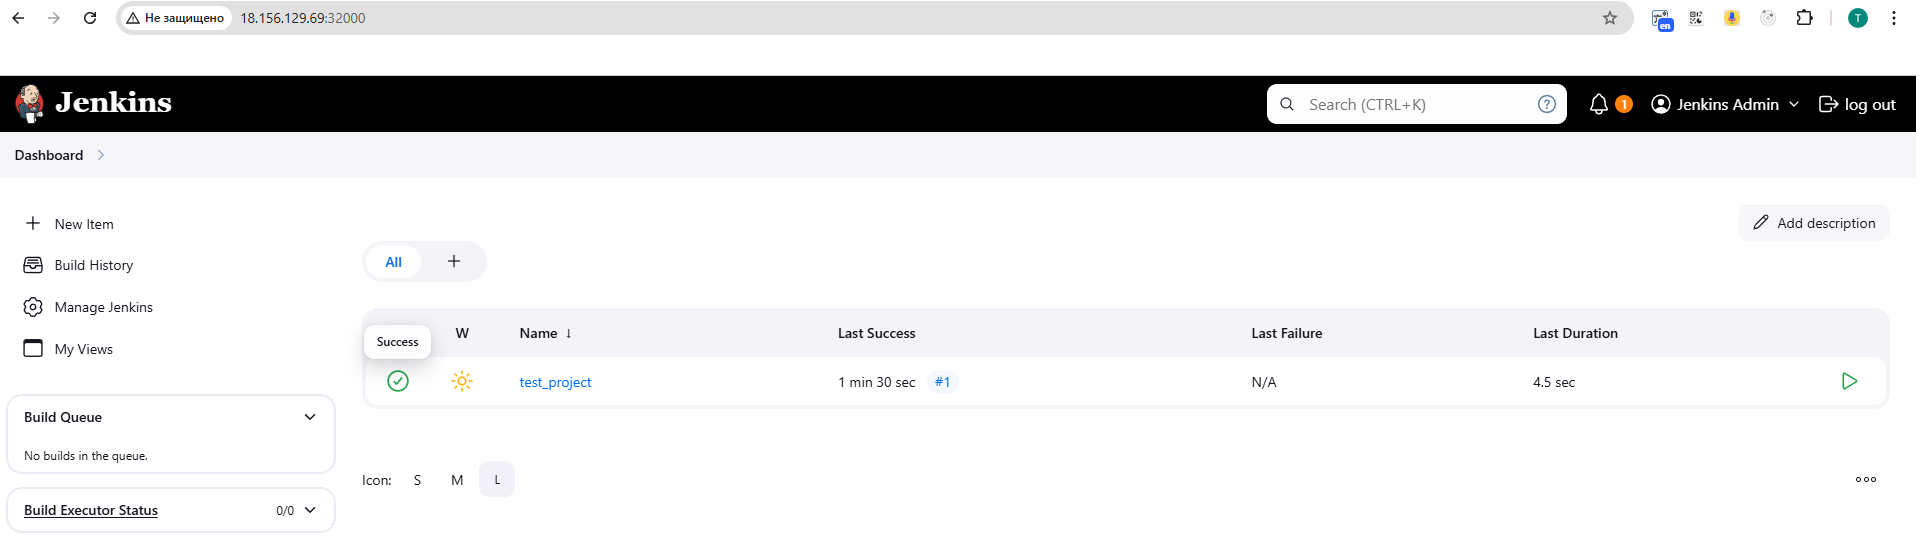 Не защищено 18.156.129.69:32000
en
T
Jenkins
Search (CTRL+K) ?
1
Jenkins Admin
log out
Dashboard
New Item
Add description
Build History
All +
Manage Jenkins
My Views
Success
W Name ↓ Last Success Last Failure Last Duration
test_project 1 min 30 sec #1 N/A 4.5 sec
Build Queue
No builds in the queue.
Icon: S M L
Build Executor Status 0/0